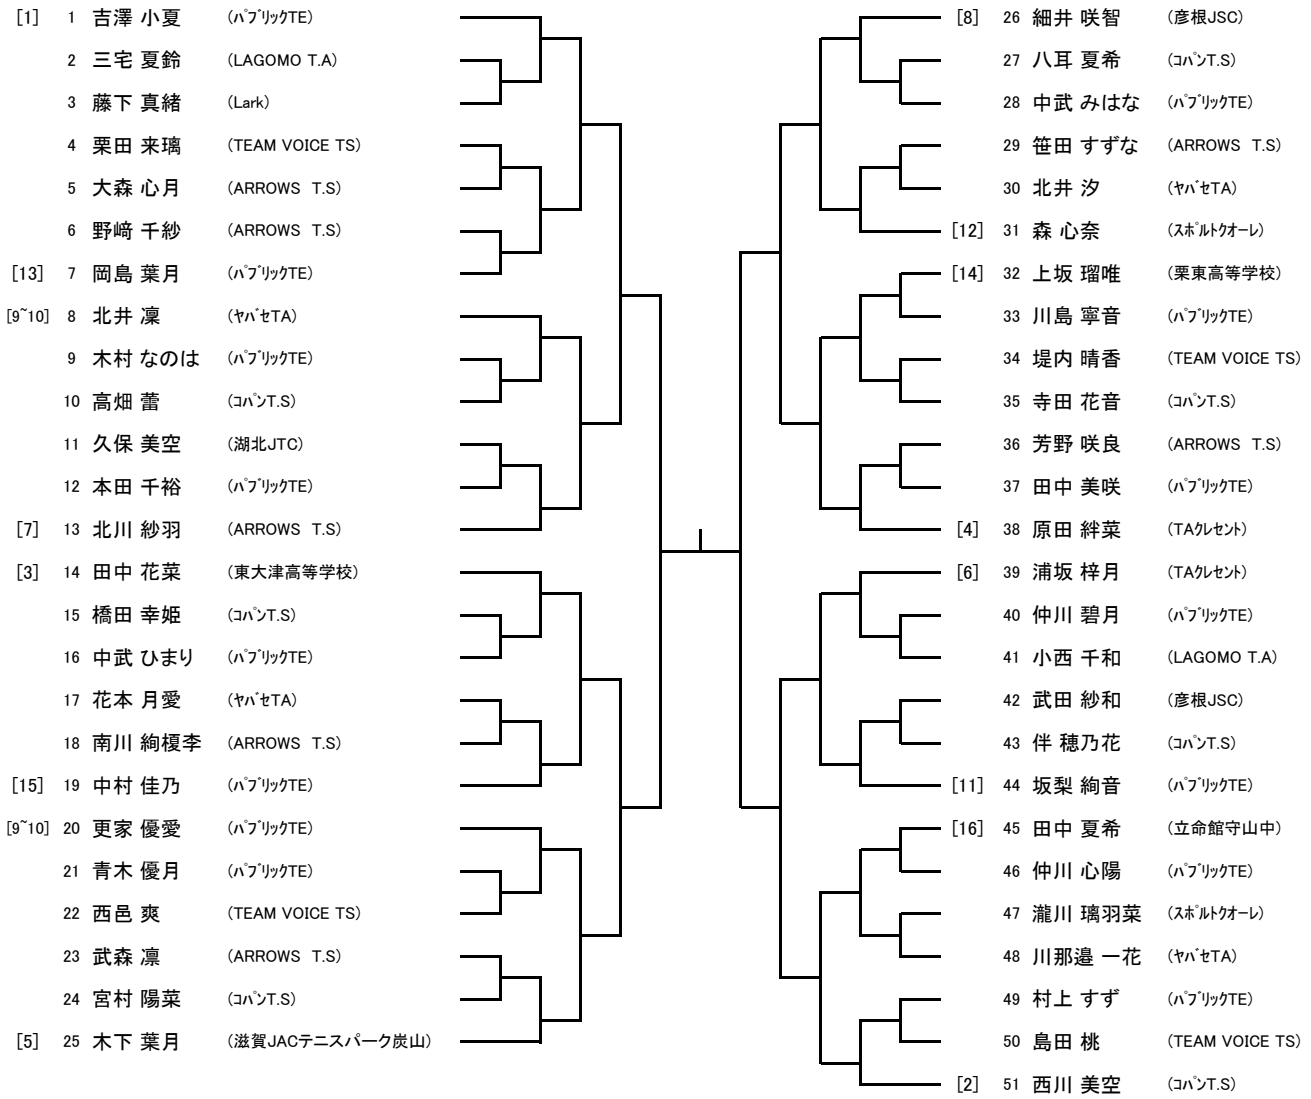 [1] 1 吉澤 小夏 (ﾊﾟﾌﾞﾘｯｸTE)
2 三宅 夏鈴 (LAGOMO T.A)
3 藤下 真緒 (Lark)
4 栗田 来璃 (TEAM VOICE TS)
5 大森 心月 (ARROWS T.S)
6 野﨑 千紗 (ARROWS T.S)
[13] 7 岡島 葉月 (ﾊﾟﾌﾞﾘｯｸTE)
[9~10] 8 北井 凜 (ﾔﾊﾞｾTA)
9 木村 なのは (ﾊﾟﾌﾞﾘｯｸTE)
10 高畑 蕾 (ｺﾊﾟﾝT.S)
11 久保 美空 (湖北JTC)
12 本田 千裕 (ﾊﾟﾌﾞﾘｯｸTE)
[7] 13 北川 紗羽 (ARROWS T.S)
[3] 14 田中 花菜 (東大津高等学校)
15 橋田 幸姫 (ｺﾊﾟﾝT.S)
16 中武 ひまり (ﾊﾟﾌﾞﾘｯｸTE)
17 花本 月愛 (ﾔﾊﾞｾTA)
18 南川 絢榎李 (ARROWS T.S)
[15] 19 中村 佳乃 (ﾊﾟﾌﾞﾘｯｸTE)
[9~10] 20 更家 優愛 (ﾊﾟﾌﾞﾘｯｸTE)
21 青木 優月 (ﾊﾟﾌﾞﾘｯｸTE)
22 西邑 爽 (TEAM VOICE TS)
23 武森 凛 (ARROWS T.S)
24 宮村 陽菜 (ｺﾊﾟﾝT.S)
[5] 25 木下 葉月 (滋賀JACテニスパーク炭山)
[8] 26 細井 咲智 (彦根JSC)
27 八耳 夏希 (ｺﾊﾟﾝT.S)
28 中武 みはな (ﾊﾟﾌﾞﾘｯｸTE)
29 笹田 すずな (ARROWS T.S)
30 北井 汐 (ﾔﾊﾞｾTA)
[12] 31 森 心奈 (ｽﾎﾟﾙﾄｸｵｰﾚ)
[14] 32 上坂 瑠唯 (栗東高等学校)
33 川島 寧音 (ﾊﾟﾌﾞﾘｯｸTE)
34 堤内 晴香 (TEAM VOICE TS)
35 寺田 花音 (ｺﾊﾟﾝT.S)
36 芳野 咲良 (ARROWS T.S)
37 田中 美咲 (ﾊﾟﾌﾞﾘｯｸTE)
[4] 38 原田 絆菜 (TAｸﾚｾﾝﾄ)
[6] 39 浦坂 梓月 (TAｸﾚｾﾝﾄ)
40 仲川 碧月 (ﾊﾟﾌﾞﾘｯｸTE)
41 小西 千和 (LAGOMO T.A)
42 武田 紗和 (彦根JSC)
43 伴 穂乃花 (ｺﾊﾟﾝT.S)
[11] 44 坂梨 絢音 (ﾊﾟﾌﾞﾘｯｸTE)
[16] 45 田中 夏希 (立命館守山中)
46 仲川 心陽 (ﾊﾟﾌﾞﾘｯｸTE)
47 瀧川 璃羽菜 (ｽﾎﾟﾙﾄｸｵｰﾚ)
48 川那邉 一花 (ﾔﾊﾞｾTA)
49 村上 すず (ﾊﾟﾌﾞﾘｯｸTE)
50 島田 桃 (TEAM VOICE TS)
[2] 51 西川 美空 (ｺﾊﾟﾝT.S)